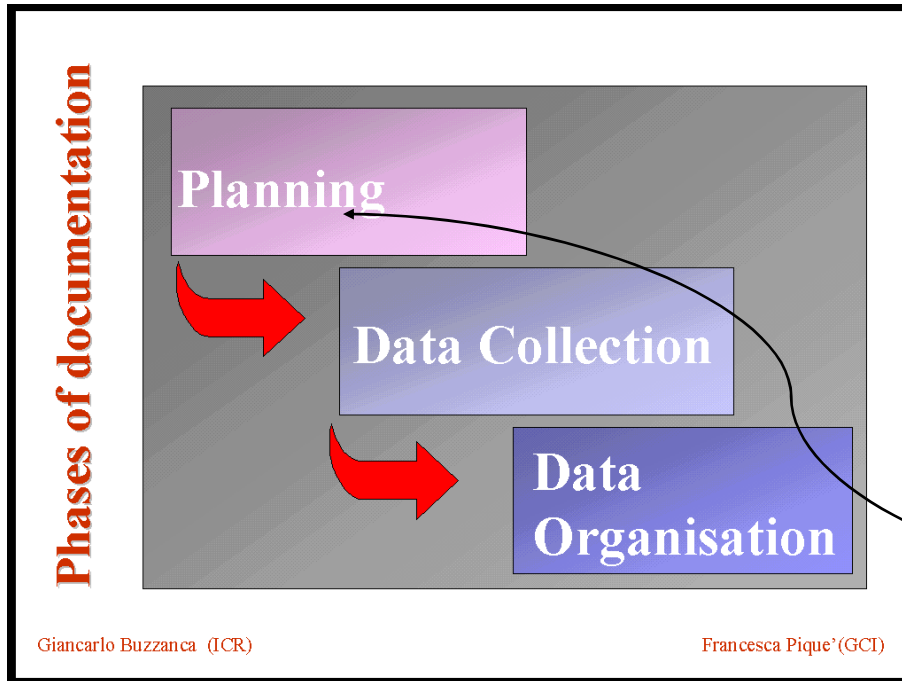 Phases of documentation
Planning
Data Collection
Data
Organisation
Giancarlo Buzzanca (ICR)
Francesca Pique' (GCI)